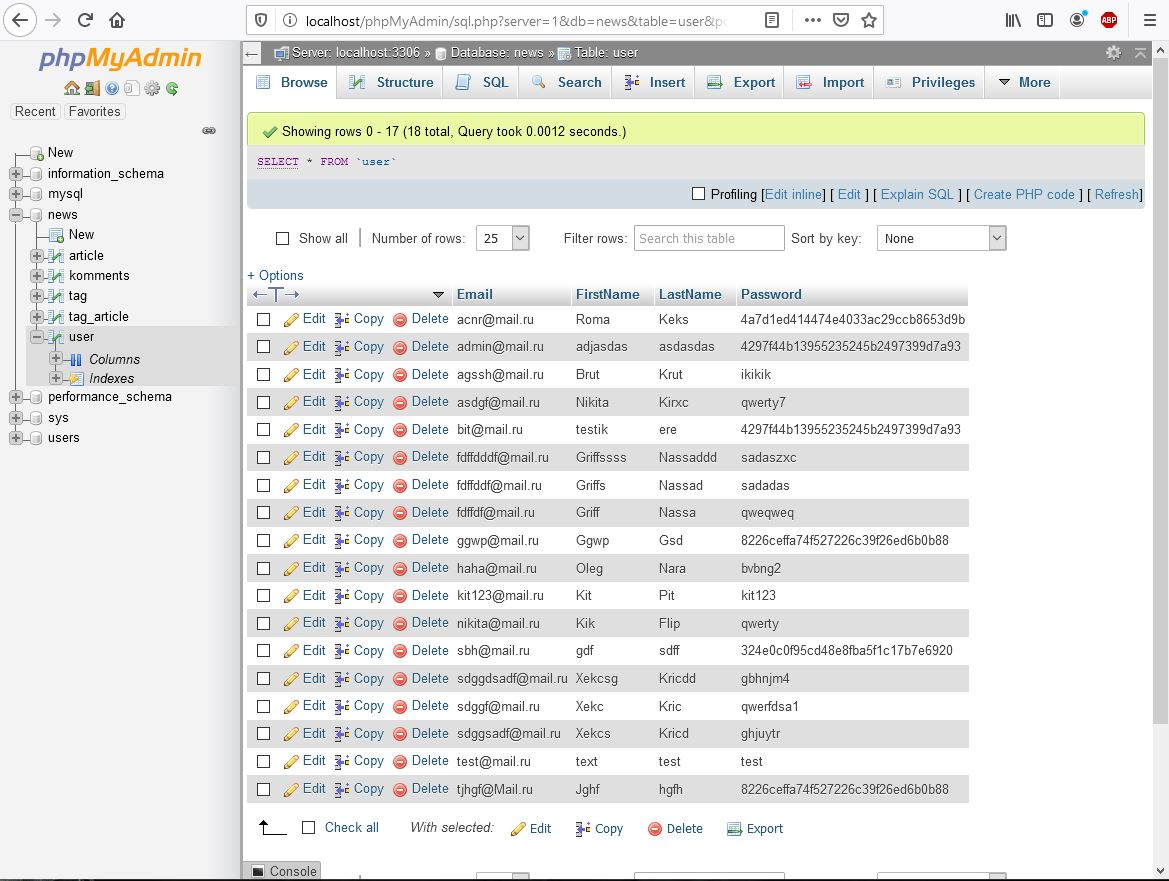 localhost/phpMyAdmin/sql.php?server=1&db=news&table=user&p
ABP
phpMyAdmin
Recent Favorites
New
information_schema
mysql
news
New
article
komments
tag
tag_article
user
Columns
Indexes
performance_schema
sys
users
Server: localhost:3306 » Database: news » Table: user
Browse Structure SQL Search Insert Export Import Privileges More
Showing rows 0 - 17 (18 total, Query took 0.0012 seconds.)
SELECT * FROM `user`
Profiling [Edit inline] [ Edit ] [ Explain SQL ] [ Create PHP code ] [ Refresh]
Show all | Number of rows: 25 Filter rows: Search this table Sort by key: None
+ Options
←T→ Email FirstName LastName Password
Edit Copy Delete acnr@mail.ru Roma Keks 4a7d1ed414474e4033ac29ccb8653d9b
Edit Copy Delete admin@mail.ru adjasdas asdasdas 4297f44b13955235245b2497399d7a93
Edit Copy Delete agssh@mail.ru Brut Krut ikikik
Edit Copy Delete asdgf@mail.ru Nikita Kirxc qwerty7
Edit Copy Delete bit@mail.ru testik ere 4297f44b13955235245b2497399d7a93
Edit Copy Delete fdffdddf@mail.ru Griffssss Nassaddd sadaszxc
Edit Copy Delete fdffddf@mail.ru Griffs Nassad sadadas
Edit Copy Delete fdffdf@mail.ru Griff Nassa qweqweq
Edit Copy Delete ggwp@mail.ru Ggwp Gsd 8226ceffa74f527226c39f26ed6b0b88
Edit Copy Delete haha@mail.ru Oleg Nara bvbng2
Edit Copy Delete kit123@mail.ru Kit Pit kit123
Edit Copy Delete nikita@mail.ru Kik Flip qwerty
Edit Copy Delete sbh@mail.ru gdf sdff 324e0c0f95cd48e8fba5f1c17b7e6920
Edit Copy Delete sdggdsadf@mail.ru Xekcsg Kricdd gbhnjm4
Edit Copy Delete sdggf@mail.ru Xekc Kric qwerfdsa1
Edit Copy Delete sdggsadf@mail.ru Xekcs Kricd ghjuytr
Edit Copy Delete test@mail.ru text test test
Edit Copy Delete tjhgf@Mail.ru Jghf hgfh 8226ceffa74f527226c39f26ed6b0b88
Check all With selected: Edit Copy Delete Export
Console